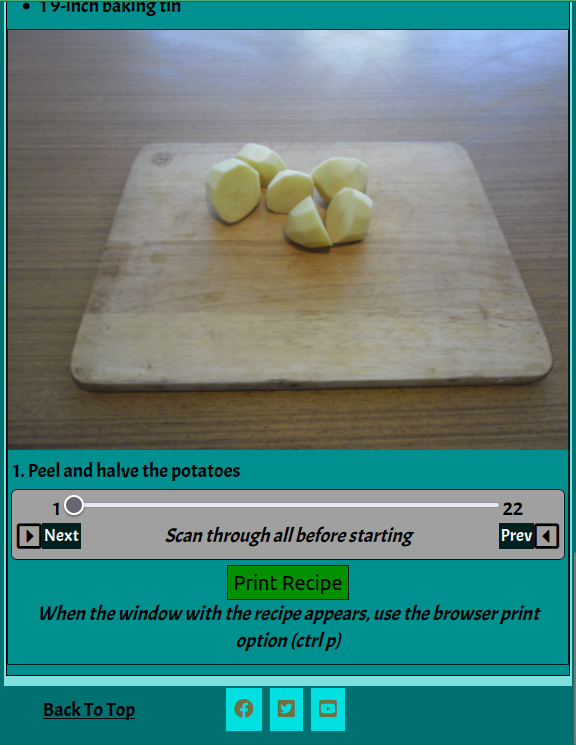 1 9-inch baking tin
1. Peel and halve the potatoes
1 22
Next Scan through all before starting Prev
Print Recipe
When the window with the recipe appears, use the browser print
option (ctrl p)
Back To Top